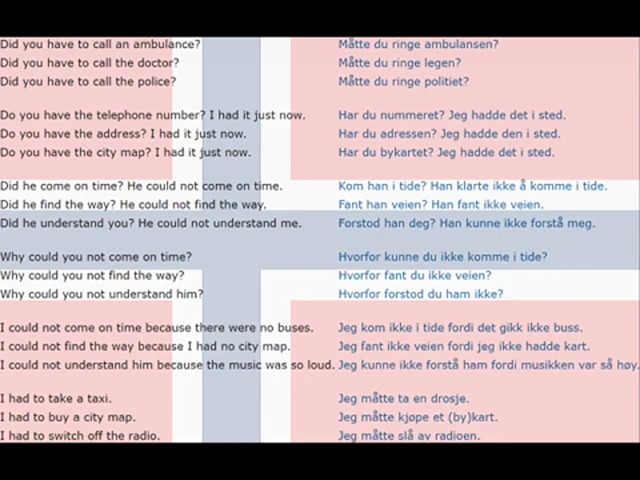 Did you have to call an ambulance? Måtte du ringe ambulansen?
Did you have to call the doctor? Måtte du ringe legen?
Did you have to call the police? Måtte du ringe politiet?
Do you have the telephone number? I had it just now. Har du nummeret? Jeg hadde det i sted.
Do you have the address? I had it just now. Har du adressen? Jeg hadde den i sted.
Do you have the city map? I had it just now. Har du bykartet? Jeg hadde det i sted.
Did he come on time? He could not come on time. Kom han i tide? Han klarte ikke å komme i tide.
Did he find the way? He could not find the way. Fant han veien? Han fant ikke veien.
Did he understand you? He could not understand me. Forstod han deg? Han kunne ikke forstå meg.
Why could you not come on time? Hvorfor kunne du ikke komme i tide?
Why could you not find the way? Hvorfor fant du ikke veien?
Why could you not understand him? Hvorfor forstod du ham ikke?
I could not come on time because there were no buses. Jeg kom ikke i tide fordi det gikk ikke buss.
I could not find the way because I had no city map. Jeg fant ikke veien fordi jeg ikke hadde kart.
I could not understand him because the music was so loud. Jeg kunne ikke forstå ham fordi musikken var så høy.
I had to take a taxi. Jeg måtte ta en drosje.
I had to buy a city map. Jeg måtte kjøpe et (by)kart.
I had to switch off the radio. Jeg måtte slå av radioen.